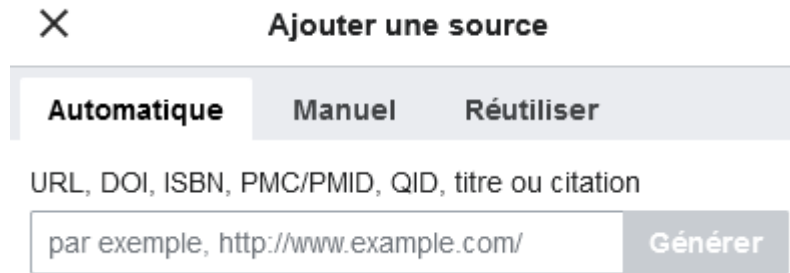 Ajouter une source
Automatique Manuel Réutiliser
URL, DOI, ISBN, PMC/PMID, QID, titre ou citation
par exemple, http://www.example.com/ Générer